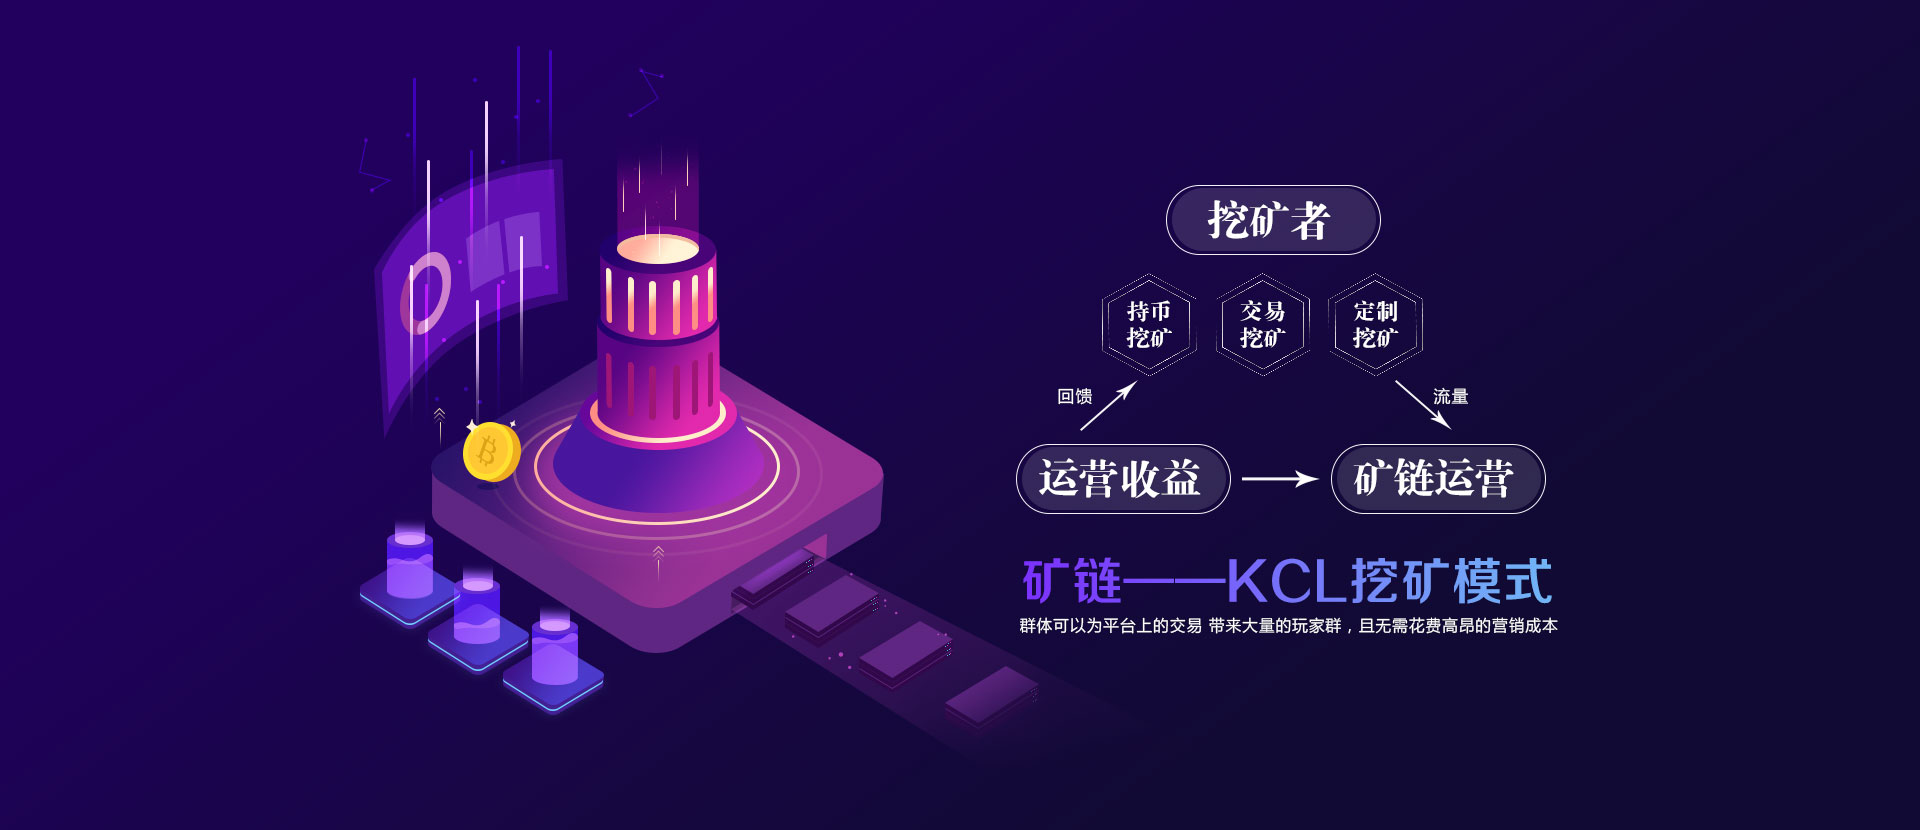 挖矿者
持币
挖矿
交易
挖矿
定制
挖矿
回馈
流量
运营收益
矿链运营
矿链——KCL挖矿模式
群体可以为平台上的交易 带来大量的玩家群，且无需花费高昂的营销成本